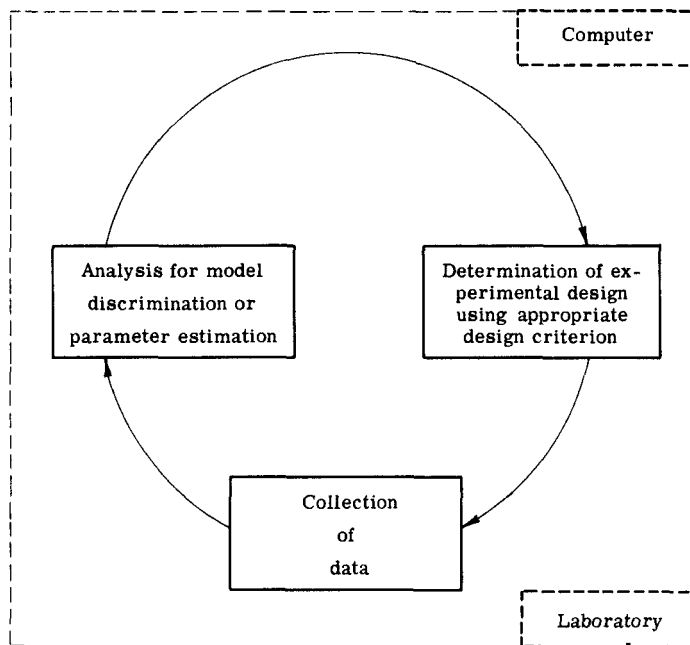 Computer
Analysis for model
discrimination or
parameter estimation
Determination of ex-
perimental design
using appropriate
design criterion
Collection
of
data
Laboratory